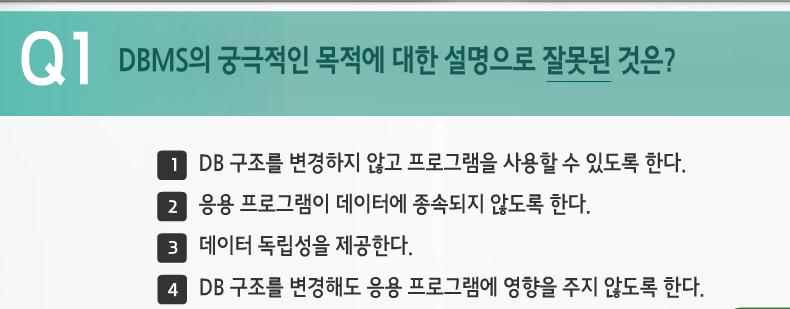 Q1 DBMS의 궁극적인 목적에 대한 설명으로 잘못된 것은?
1 DB 구조를 변경하지 않고 프로그램을 사용할 수 있도록 한다.
2 응용 프로그램이 데이터에 종속되지 않도록 한다.
3 데이터 독립성을 제공한다.
4 DB 구조를 변경해도 응용 프로그램에 영향을 주지 않도록 한다.